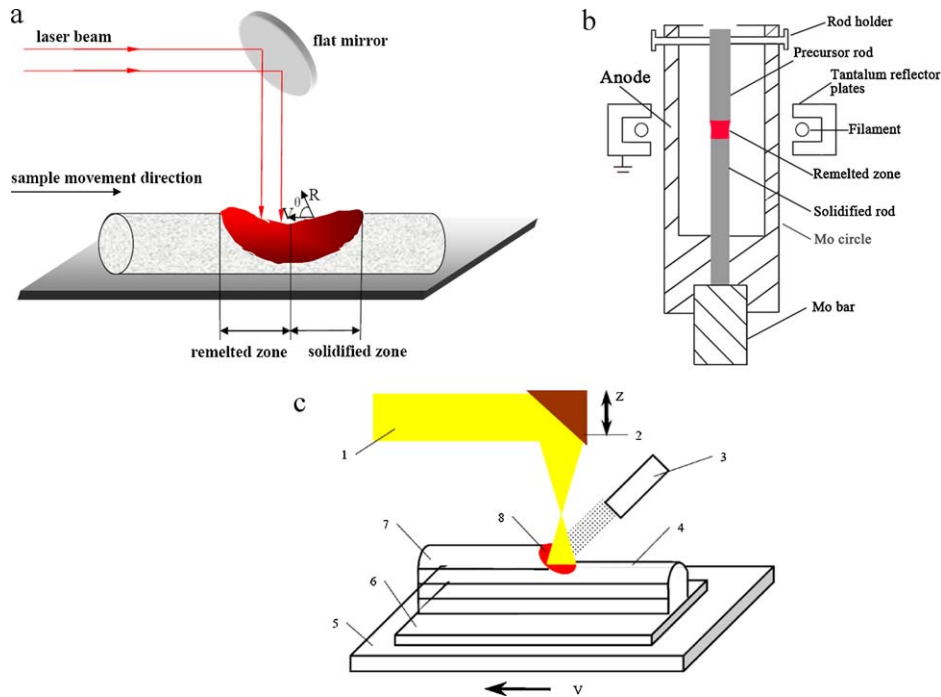 a
laser beam
flat mirror
sample movement direction
V
θ
R
remelted zone
solidified zone
b
Rod holder
Precursor rod
Anode
Tantalum reflector
plates
Filament
Remelted zone
Solidified rod
Mo circle
Mo bar
c
Z
1
2
3
8
4
7
6
5
V